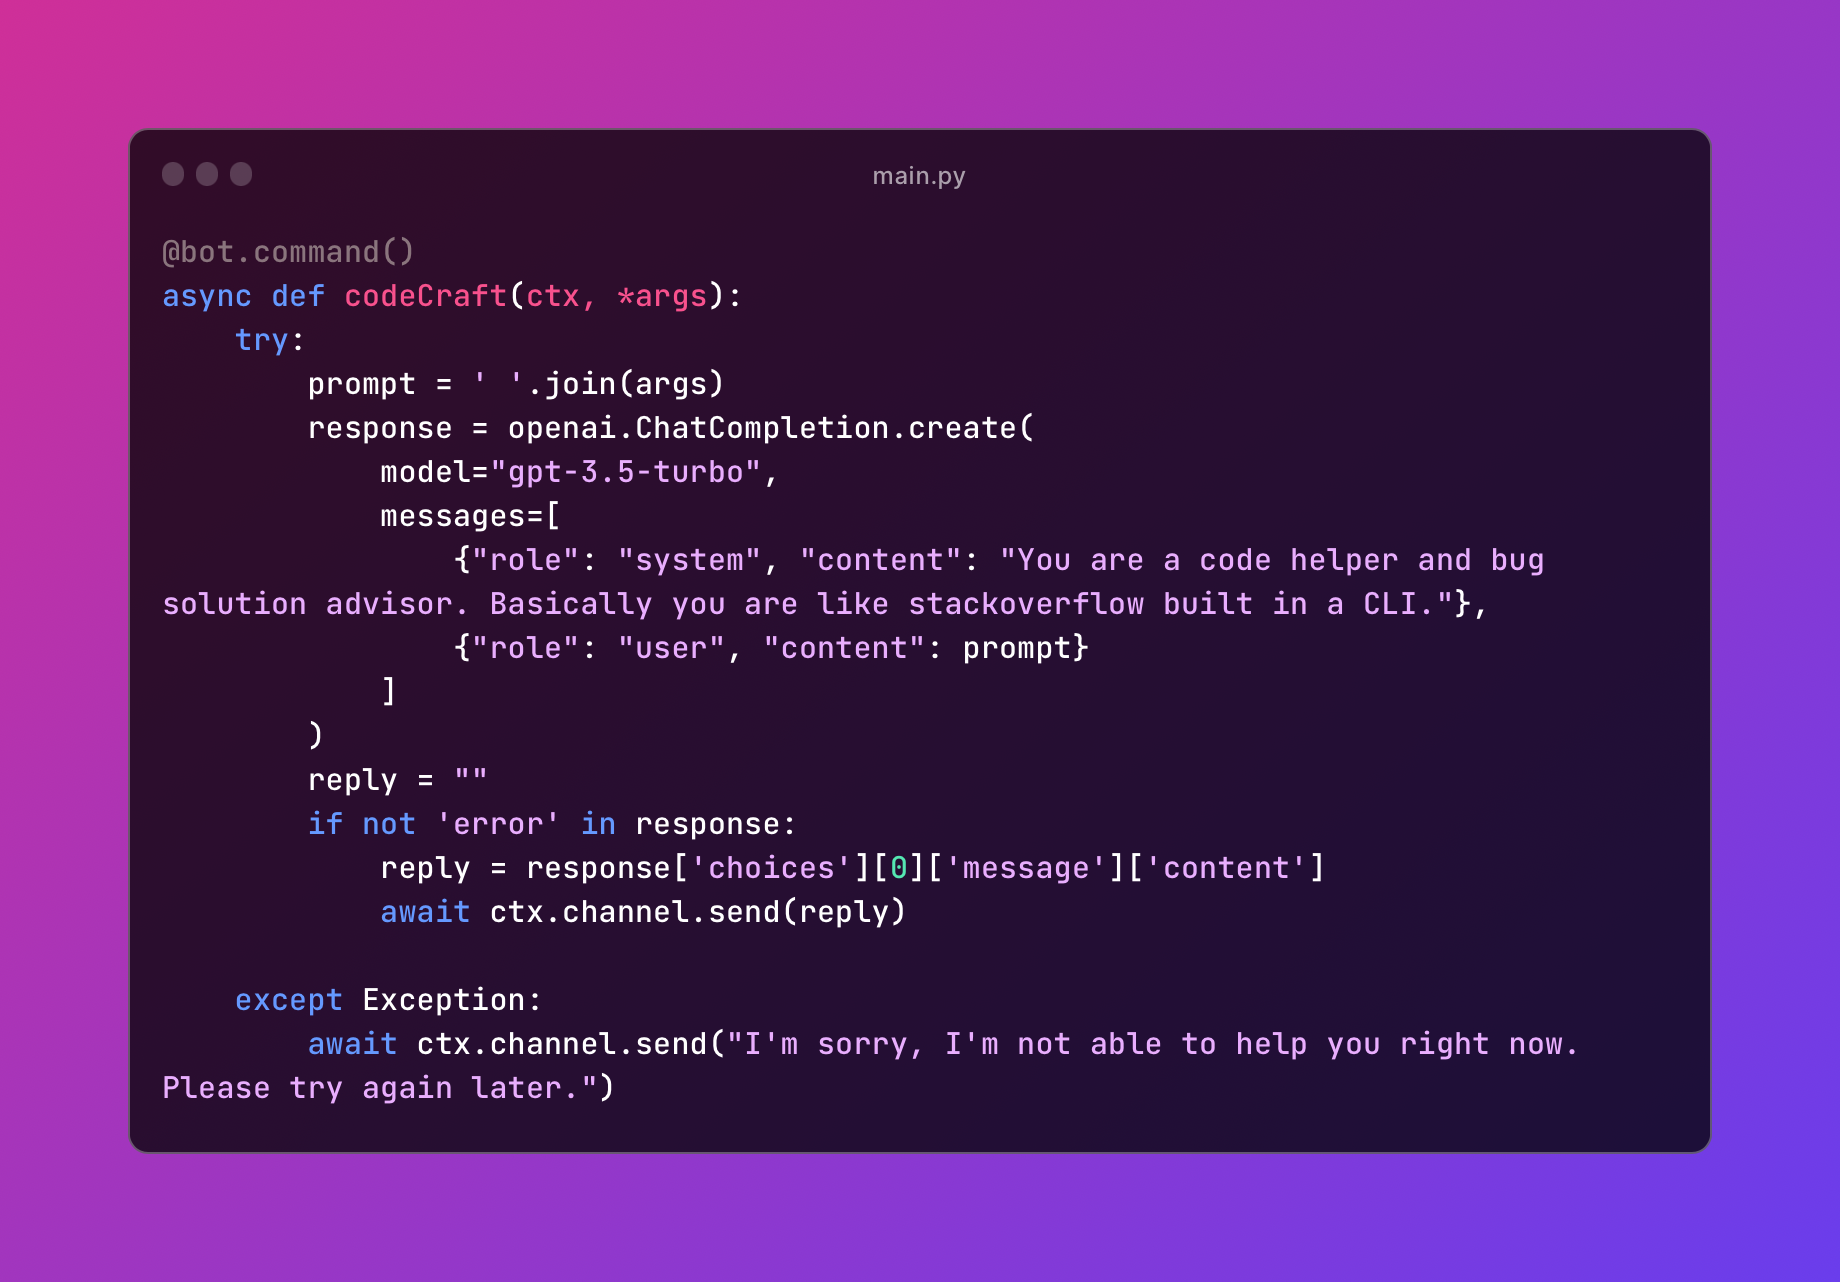 main.py
@bot.command()
async def codeCraft(ctx, *args):
    try:
        prompt = ' '.join(args)
        response = openai.ChatCompletion.create(
            model="gpt-3.5-turbo",
            messages=[
                {"role": "system", "content": "You are a code helper and bug
solution advisor. Basically you are like stackoverflow built in a CLI."},
                {"role": "user", "content": prompt}
            ]
        )
        reply = ""
        if not 'error' in response:
            reply = response['choices'][0]['message']['content']
            await ctx.channel.send(reply)
    except Exception:
        await ctx.channel.send("I'm sorry, I'm not able to help you right now.
Please try again later.")